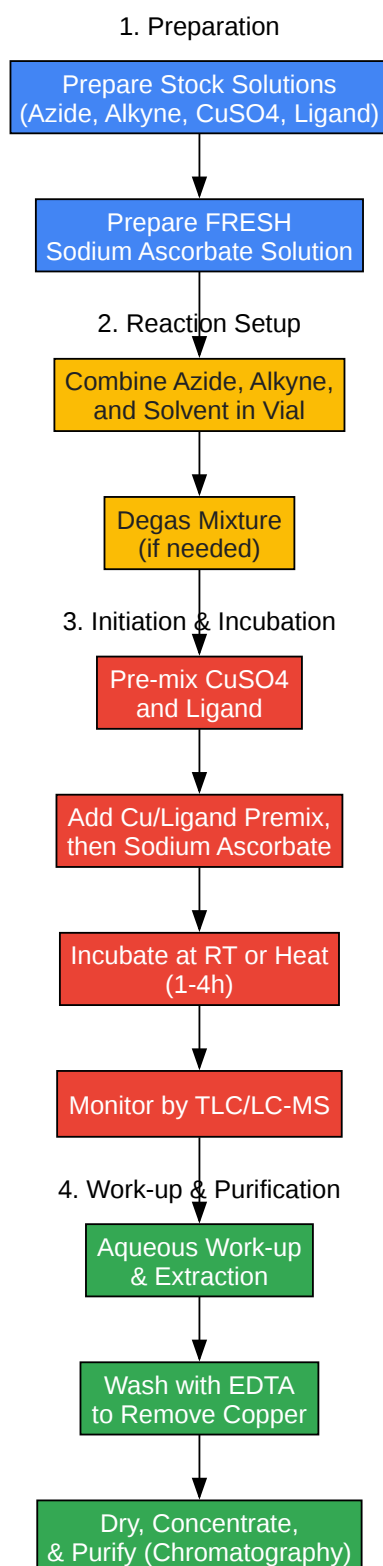 1. Preparation
Prepare Stock Solutions
(Azide, Alkyne, CuSO4, Ligand)
Prepare FRESH
Sodium Ascorbate Solution
2. Reaction Setup
Combine Azide, Alkyne,
and Solvent in Vial
Degas Mixture
(if needed)
3. Initiation & Incubation
Pre-mix CuSO4
and Ligand
Add Cu/Ligand Premix,
then Sodium Ascorbate
Incubate at RT or Heat
(1-4h)
Monitor by TLC/LC-MS
4. Work-up & Purification
Aqueous Work-up
& Extraction
Wash with EDTA
to Remove Copper
Dry, Concentrate,
& Purify (Chromatography)